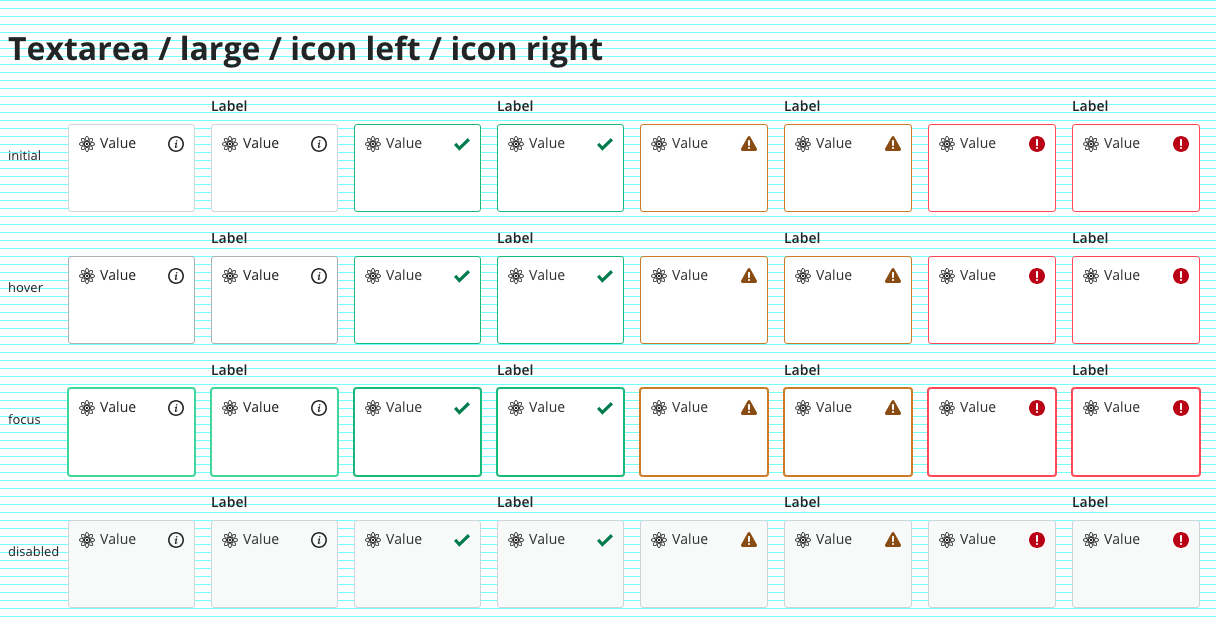 Textarea / large / icon left / icon right
Label Label Label Label
initial Value Value Value Value Value Value Value Value
Label Label Label Label
hover Value Value Value Value Value Value Value Value
Label Label Label Label
focus Value Value Value Value Value Value Value Value
Label Label Label Label
disabled Value Value Value Value Value Value Value Value